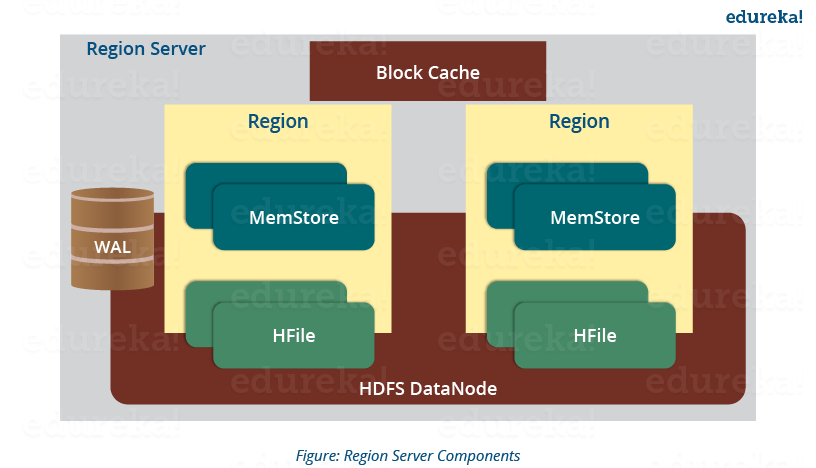 edureka!
Region Server
Block Cache
Region
Region
MemStore
MemStore
WAL
HFile
HFile
HDFS DataNode
Figure: Region Server Components